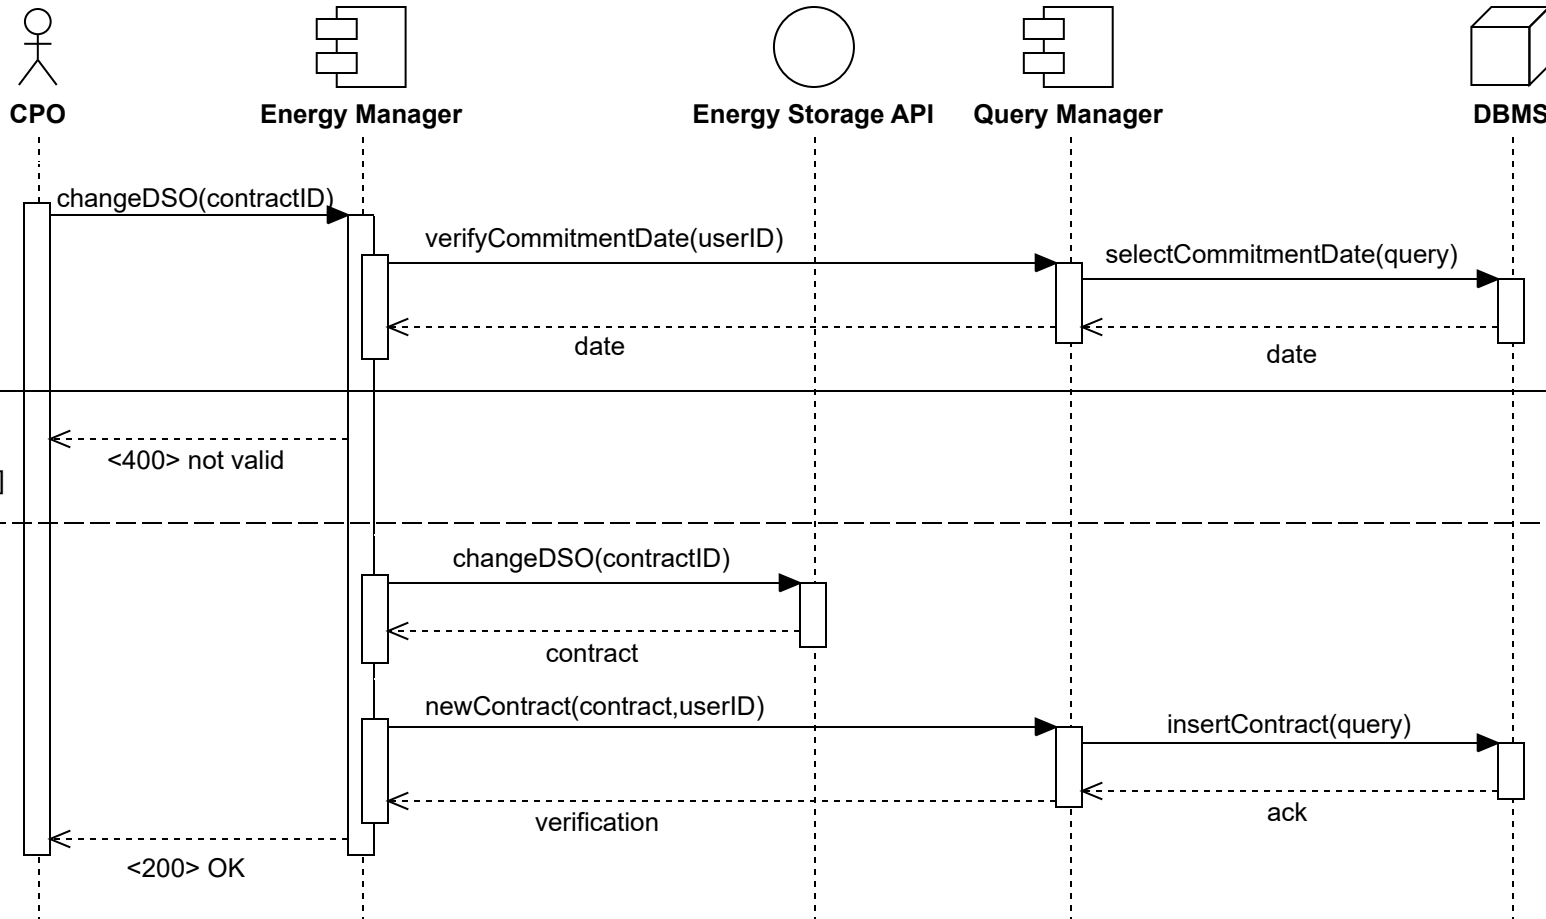 CPO
Energy Manager
Energy Storage API
Query Manager
DBMS
changeDSO(contractID)
verifyCommitmentDate(userID)
selectCommitmentDate(query)
date
date
<400> not valid
]
changeDSO(contractID)
contract
newContract(contract,userID)
insertContract(query)
verification
ack
<200> OK